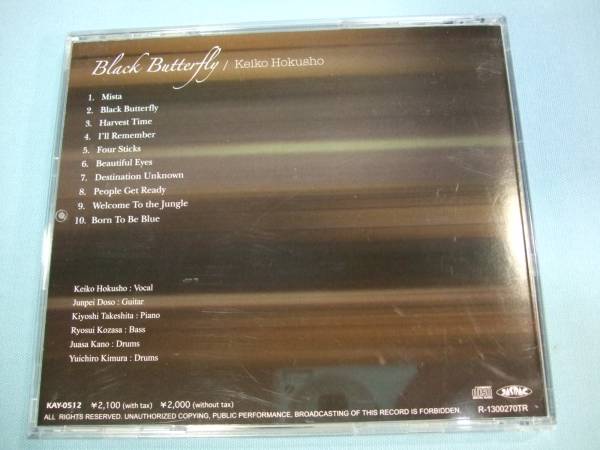 Black Butterfly / Keiko Hokusho
1. Mista
2. Black Butterfly
3. Harvest Time
4. I'll Remember
5. Four Sticks
6. Beautiful Eyes
7. Destination Unknown
8. People Get Ready
9. Welcome To the Jungle
10. Born To Be Blue
Keiko Hokusho : Vocal
Junpei Doso : Guitar
Kiyoshi Takeshita : Piano
Ryosui Kozasa : Bass
Juasa Kano : Drums
Yuichiro Kimura : Drums
KAY-0512 ¥2,100 (with tax) ¥2,000 (without tax)
ALL RIGHTS RESERVED. UNAUTHORIZED COPYING, PUBLIC PERFORMANCE. BROADCASTING OF THIS RECORD IS FORBIDDEN. R-1300270TR